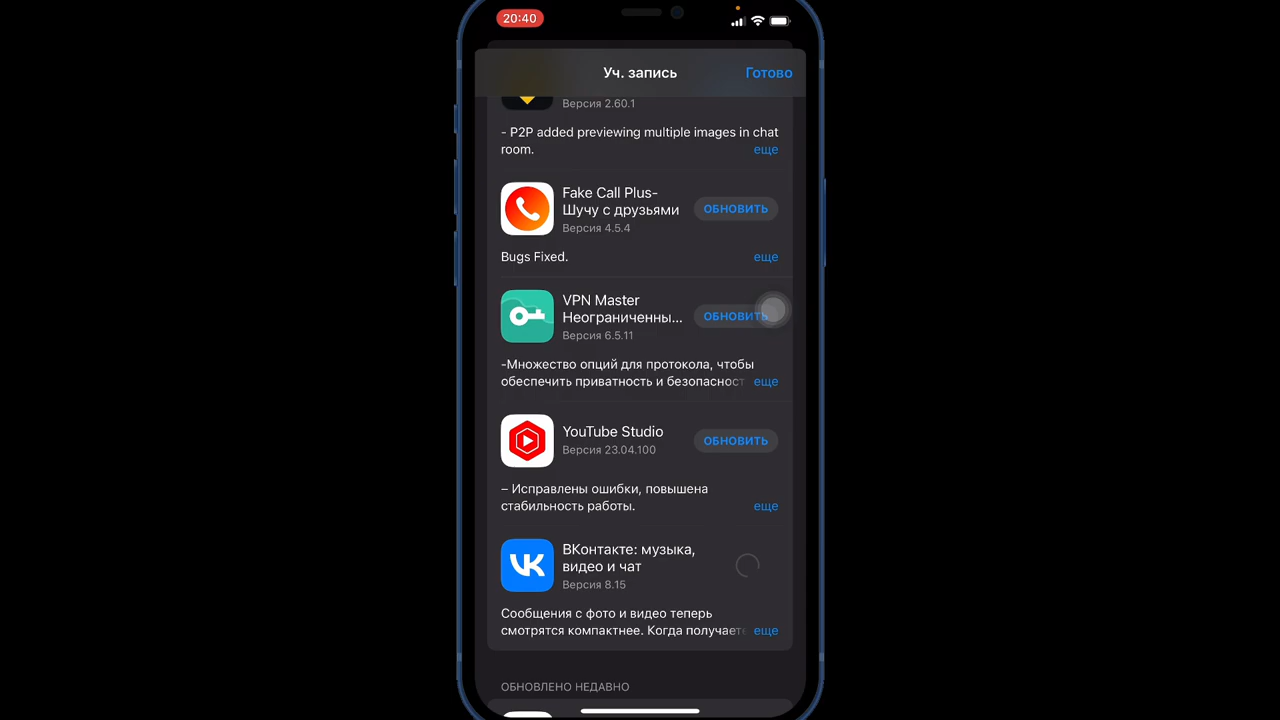 20:40
Уч. запись
Готово
Версия 2.60.1
- P2P added previewing multiple images in chat
room.
еще
Fake Call Plus-
Шучу с друзьями
Версия 4.5.4
ОБНОВИТЬ
Bugs Fixed.
еще
VPN Master
Неограниченны...
Версия 6.5.11
ОБНОВИТЬ
-Множество опций для протокола, чтобы
обеспечить приватность и безопасност
еще
YouTube Studio
Версия 23.04.100
ОБНОВИТЬ
– Исправлены ошибки, повышена
стабильность работы.
еще
ВКонтакте: музыка,
видео и чат
Версия 8.15
Сообщения с фото и видео теперь
смотрятся компактнее. Когда получаете
еще
ОБНОВЛЕНО НЕДАВНО